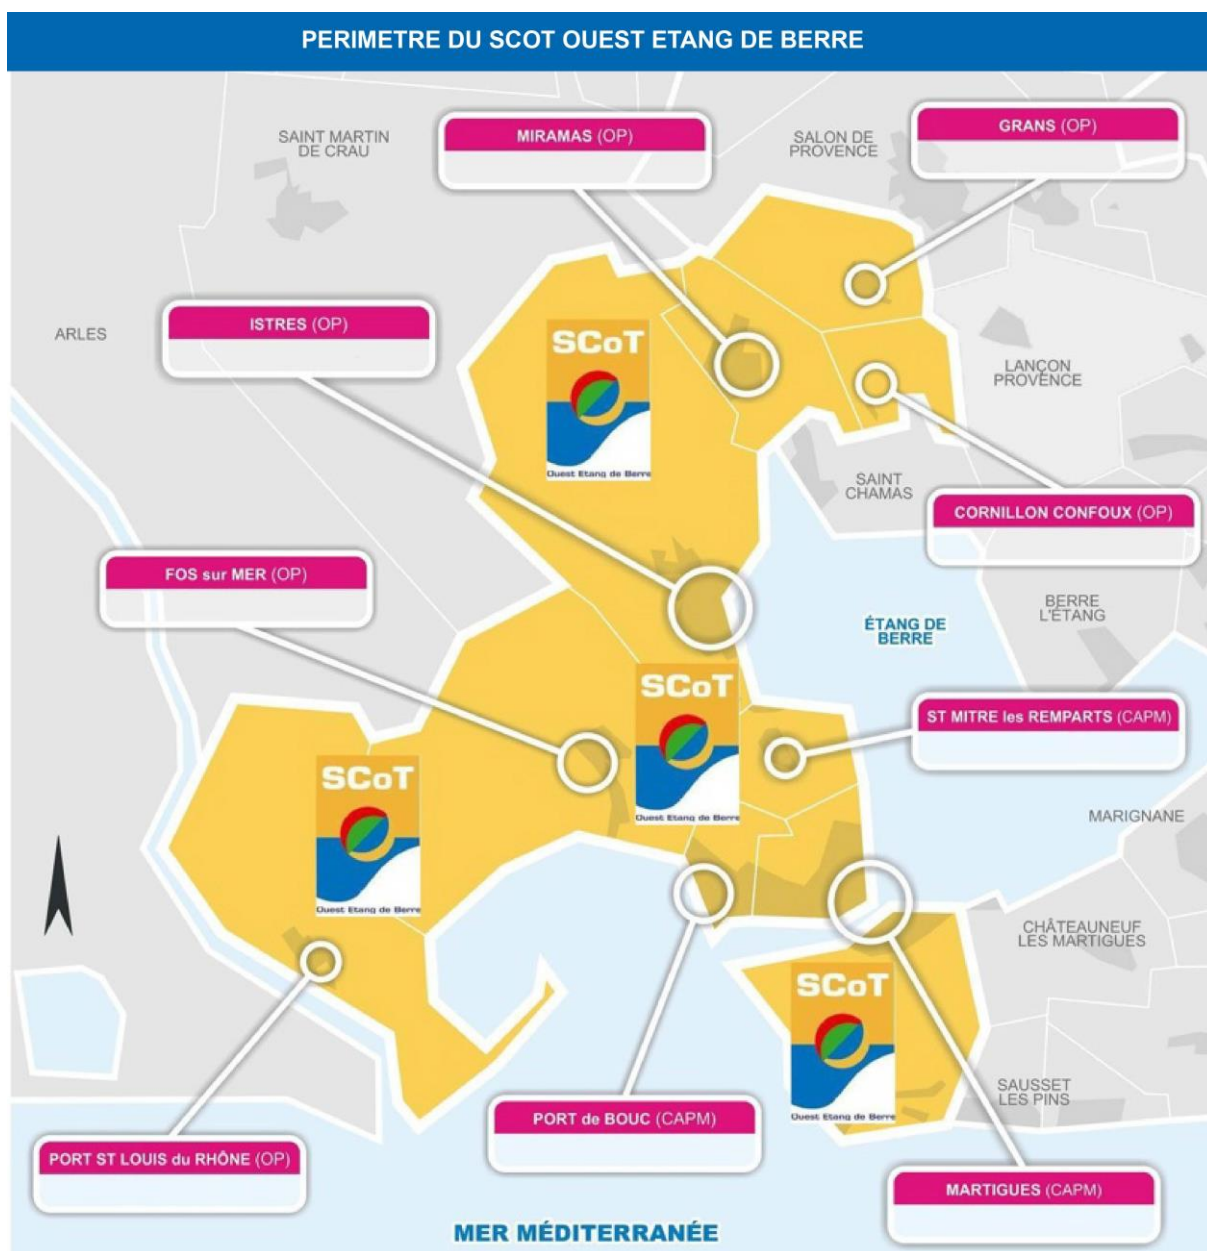 PERIMETRE DU SCOT OUEST ETANG DE BERRE
SAINT MARTIN
DE CRAU
MIRAMAS (OP)
SALON DE
PROVENCE
GRANS (OP)
ARLES
ISTRES (OP)
SCoT
Ouest Etang de Berre
LANÇON
PROVENCE
SAINT
CHAMAS
CORNILLON CONFOUX (OP)
FOS sur MER (OP)
BERRE
L'ÉTANG
ÉTANG DE
BERRE
SCoT
Ouest Etang de Berre
ST MITRE les REMPARTS (CAPM)
SCoT
Ouest Etang de Berre
MARIGNANE
CHÂTEAUNEUF
LES MARTIGUES
SCoT
Ouest Etang de Berre
SAUSSET
LES PINS
PORT de BOUC (CAPM)
PORT ST LOUIS du RHÔNE (OP)
MARTIGUES (CAPM)
MER MÉDITERRANÉE